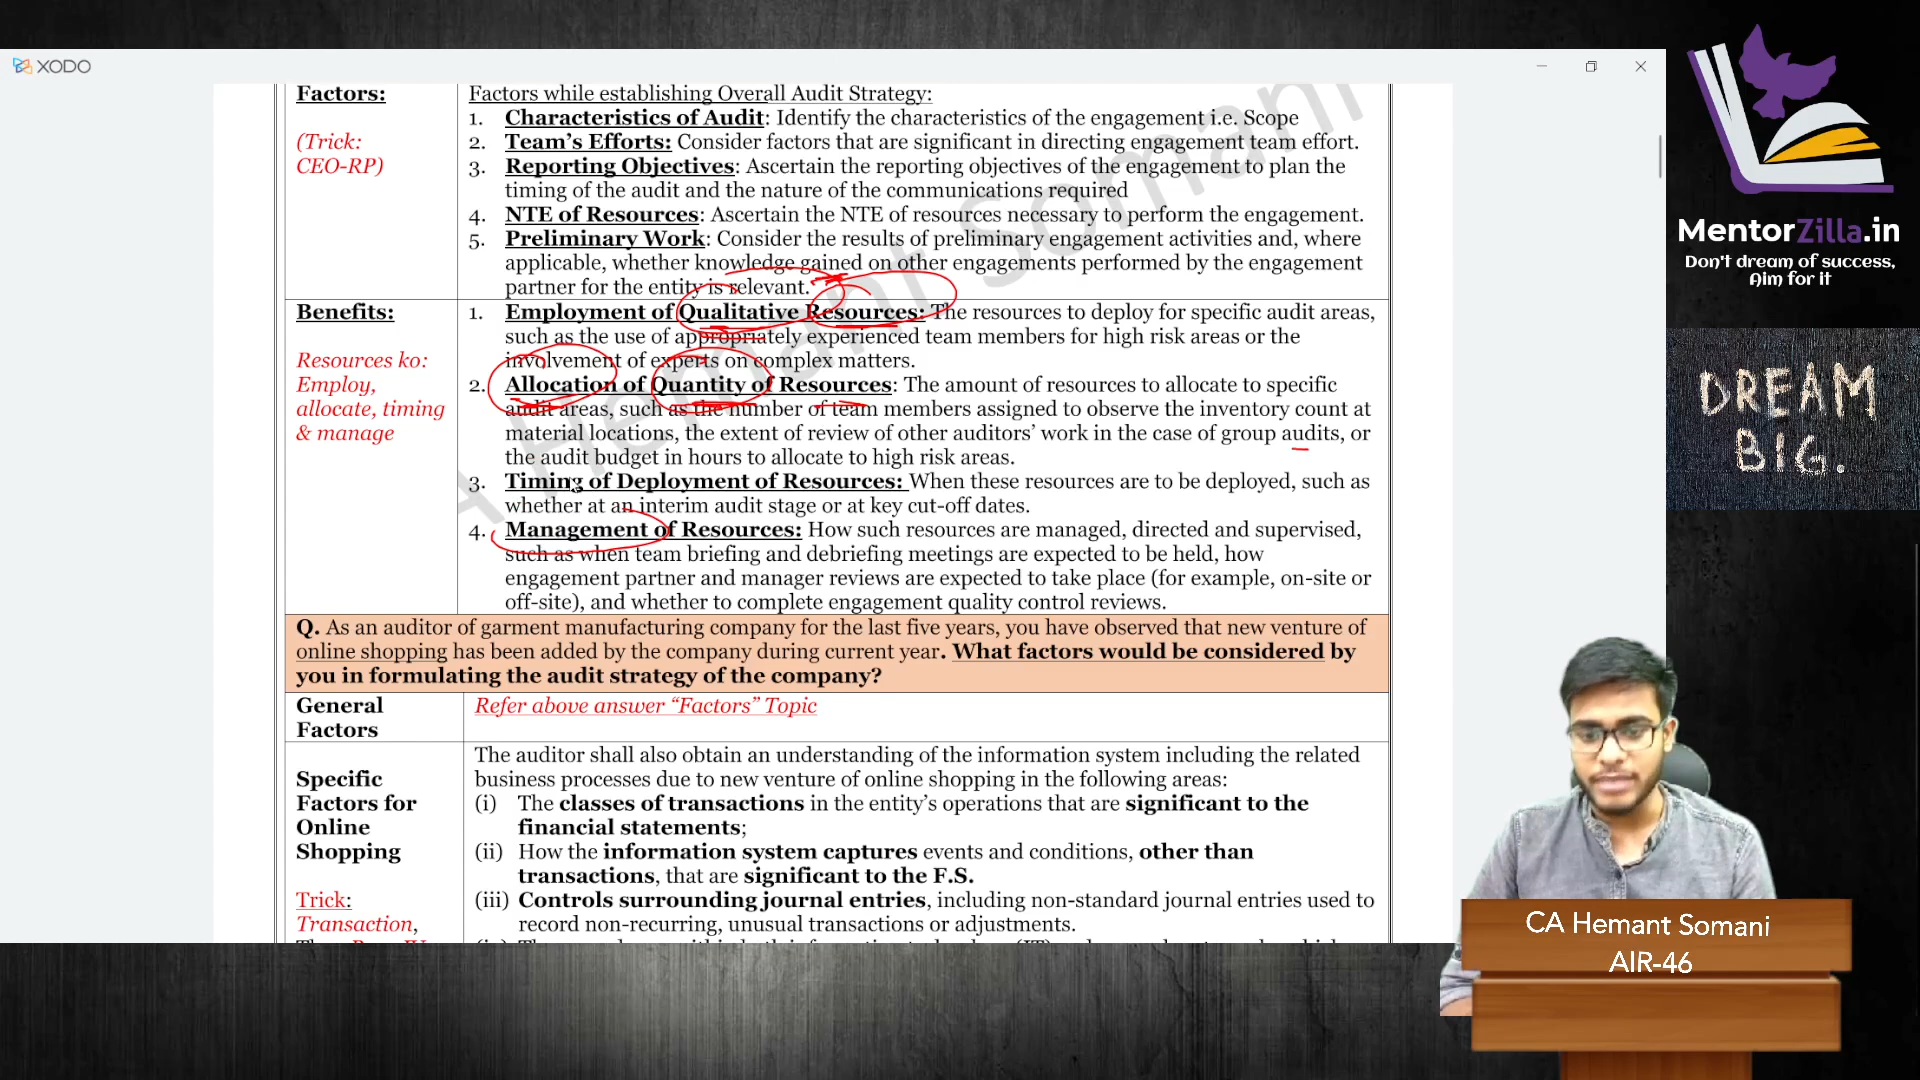 XODO
Factors:
Factors while establishing Overall Audit Strategy:
1. Characteristics of Audit: Identify the characteristics of the engagement i.e. Scope
(Trick:
CEO-RP)
2. Team's Efforts: Consider factors that are significant in directing engagement team effort.
3. Reporting Objectives: Ascertain the reporting objectives of the engagement to plan the
timing of the audit and the nature of the communications required
4. NTE of Resources: Ascertain the NTE of resources necessary to perform the engagement.
5. Preliminary Work: Consider the results of preliminary engagement activities and, where
applicable, whether knowledge gained on other engagements performed by the engagement
partner for the entity is relevant.
Benefits:
Resources ko:
Employ,
allocate, timing
& manage
1. Employment of Qualitative Resources: The resources to deploy for specific audit areas,
such as the use of appropriately experienced team members for high risk areas or the
involvement of experts on complex matters.
2. Allocation of Quantity of Resources: The amount of resources to allocate to specific
audit areas, such as the number of team members assigned to observe the inventory count at
material locations, the extent of review of other auditors' work in the case of group audits, or
the audit budget in hours to allocate to high risk areas.
3. Timing of Deployment of Resources: When these resources are to be deployed, such as
whether at an interim audit stage or at key cut-off dates.
4. Management of Resources: How such resources are managed, directed and supervised,
such as when team briefing and debriefing meetings are expected to be held, how
engagement partner and manager reviews are expected to take place (for example, on-site or
off-site), and whether to complete engagement quality control reviews.
Q. As an auditor of garment manufacturing company for the last five years, you have observed that new venture of
online shopping has been added by the company during current year. What factors would be considered by
you in formulating the audit strategy of the company?
General
Factors
Refer above answer "Factors" Topic
Specific
Factors for
Online
Shopping
Trick:
Transaction,
The auditor shall also obtain an understanding of the information system including the related
business processes due to new venture of online shopping in the following areas:
(i) The classes of transactions in the entity's operations that are significant to the
financial statements;
(ii) How the information system captures events and conditions, other than
transactions, that are significant to the F.S.
(iii) Controls surrounding journal entries, including non-standard journal entries used to
record non-recurring, unusual transactions or adjustments.
A Hemant Somani
MentorZilla.in
Don't dream of success,
Aim for it
DREAM
BIG.
CA Hemant Somani
AIR-46